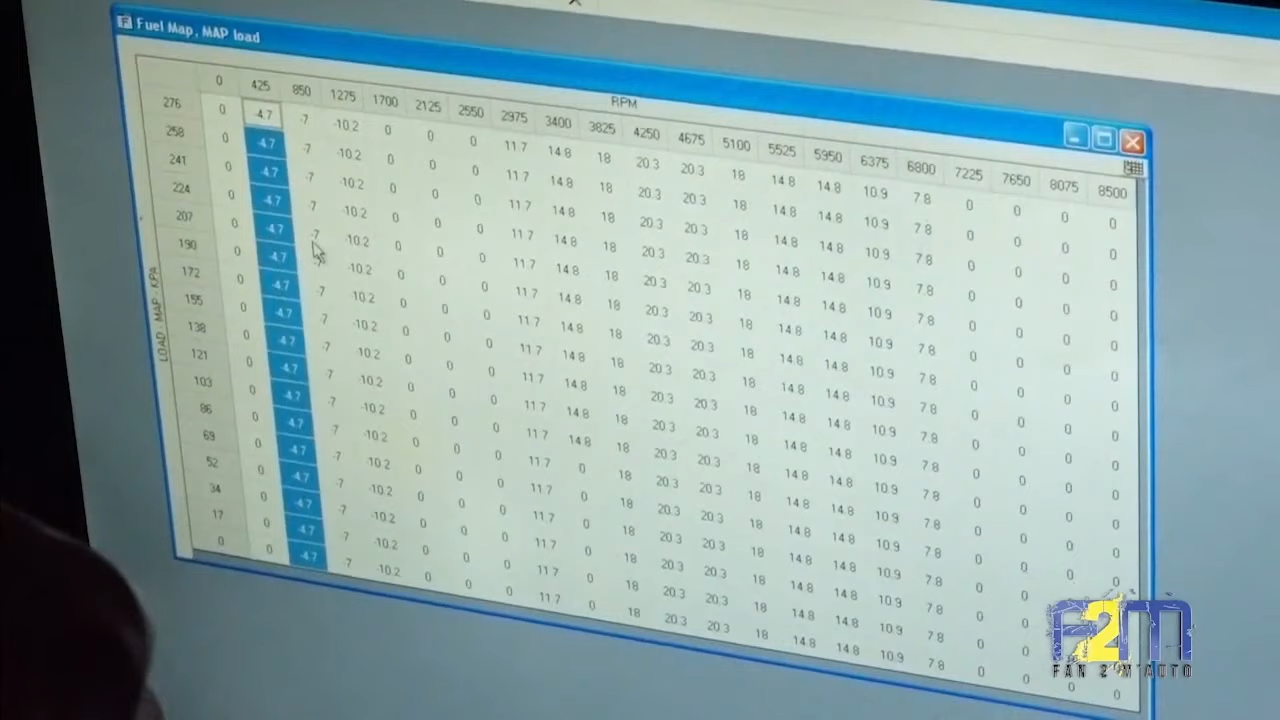 Fuel Map, MAP load
RPM
0 425 850 1275 1700 2125 2550 2975 3400 3825 4250 4675 5100 5525 5950 6375 6800 7225 7650 8075 8500
276 0 -4.7 -7 -10.2 0 0 0 11.7 14.8 18 20.3 20.3 18 14.8 14.8 10.9 7.8 0 0 0 0
258 0 -4.7 -7 -10.2 0 0 0 11.7 14.8 18 20.3 20.3 18 14.8 14.8 10.9 7.8 0 0 0 0
241 0 -4.7 -7 -10.2 0 0 0 11.7 14.8 18 20.3 20.3 18 14.8 14.8 10.9 7.8 0 0 0 0
224 0 -4.7 -7 -10.2 0 0 0 11.7 14.8 18 20.3 20.3 18 14.8 14.8 10.9 7.8 0 0 0 0
207 0 -4.7 -7 -10.2 0 0 0 11.7 14.8 18 20.3 20.3 18 14.8 14.8 10.9 7.8 0 0 0 0
190 0 -4.7 -7 -10.2 0 0 0 11.7 14.8 18 20.3 20.3 18 14.8 14.8 10.9 7.8 0 0 0 0
172 0 -4.7 -7 -10.2 0 0 0 11.7 14.8 18 20.3 20.3 18 14.8 14.8 10.9 7.8 0 0 0 0
155 0 -4.7 -7 -10.2 0 0 0 11.7 14.8 18 20.3 20.3 18 14.8 14.8 10.9 7.8 0 0 0 0
138 0 -4.7 -7 -10.2 0 0 0 11.7 14.8 18 20.3 20.3 18 14.8 14.8 10.9 7.8 0 0 0 0
121 0 -4.7 -7 -10.2 0 0 0 11.7 14.8 18 20.3 20.3 18 14.8 14.8 10.9 7.8 0 0 0 0
103 0 -4.7 -7 -10.2 0 0 0 11.7 14.8 18 20.3 20.3 18 14.8 14.8 10.9 7.8 0 0 0 0
86 0 -4.7 -7 -10.2 0 0 0 11.7 0 18 20.3 20.3 18 14.8 14.8 10.9 7.8 0 0 0 0
69 0 -4.7 -7 -10.2 0 0 0 11.7 0 18 20.3 20.3 18 14.8 14.8 10.9 7.8 0 0 0 0
52 0 -4.7 -7 -10.2 0 0 0 11.7 0 18 20.3 20.3 18 14.8 14.8 10.9 7.8 0 0 0 0
34 0 -4.7 -7 -10.2 0 0 0 11.7 0 18 20.3 20.3 18 14.8 14.8 10.9 7.8 0 0 0 0
17 0 -4.7 -7 -10.2 0 0 0 11.7 0 18 20.3 20.3 18 14.8 14.8 10.9 7.8 0 0 0 0
0 0 -4.7 -7 -10.2 0 0 0 11.7 0 18 20.3 20.3 18 14.8 14.8 10.9 7.8 0 0 0 0
LOAD - MAP - KPA
F2M
FAN 2 M'AUTO